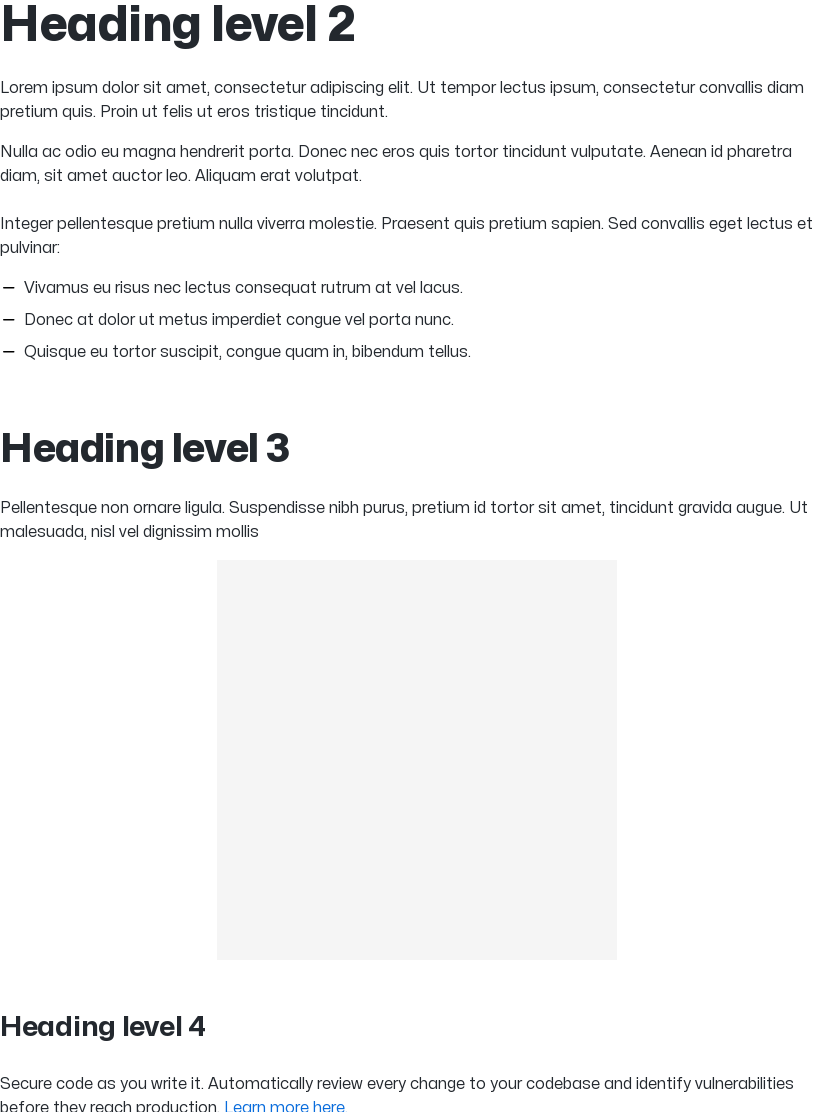 Heading level 2
Lorem ipsum dolor sit amet, consectetur adipiscing elit. Ut tempor lectus ipsum, consectetur convallis diam
pretium quis. Proin ut felis ut eros tristique tincidunt.
Nulla ac odio eu magna hendrerit porta. Donec nec eros quis tortor tincidunt vulputate. Aenean id pharetra
diam, sit amet auctor leo. Aliquam erat volutpat.
Integer pellentesque pretium nulla viverra molestie. Praesent quis pretium sapien. Sed convallis eget lectus et
pulvinar:
— Vivamus eu risus nec lectus consequat rutrum at vel lacus.
— Donec at dolor ut metus imperdiet congue vel porta nunc.
— Quisque eu tortor suscipit, congue quam in, bibendum tellus.
Heading level 3
Pellentesque non ornare ligula. Suspendisse nibh purus, pretium id tortor sit amet, tincidunt gravida augue. Ut
malesuada, nisl vel dignissim mollis
Heading level 4
Secure code as you write it. Automatically review every change to your codebase and identify vulnerabilities
before they reach production. Learn more here.